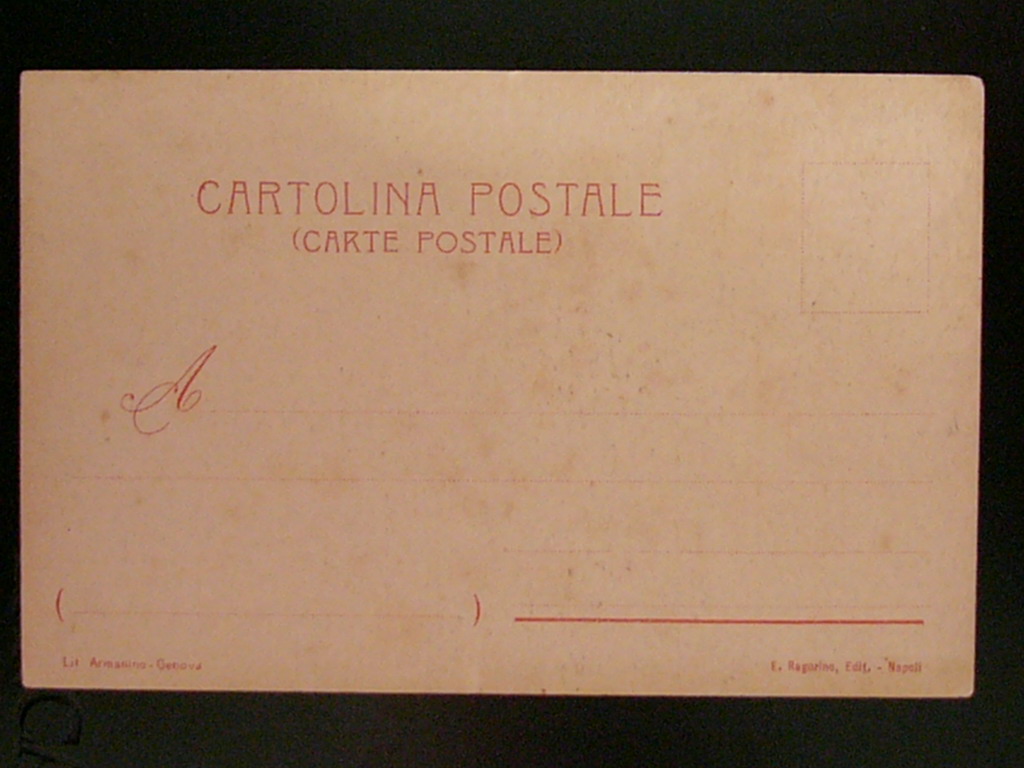 CARTOLINA POSTALE
(CARTE POSTALE)
A
( )
Lit. Armanino - Genova
E. Ragozino, Edit. - Napoli